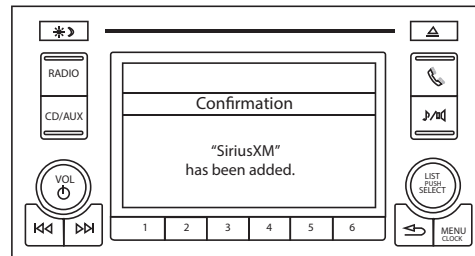 RADIO
CD/AUX
VOL
Confirmation
“SiriusXM”
has been added.
1 2 3 4 5 6
LIST
PUSH
SELECT
MENU
CLOCK